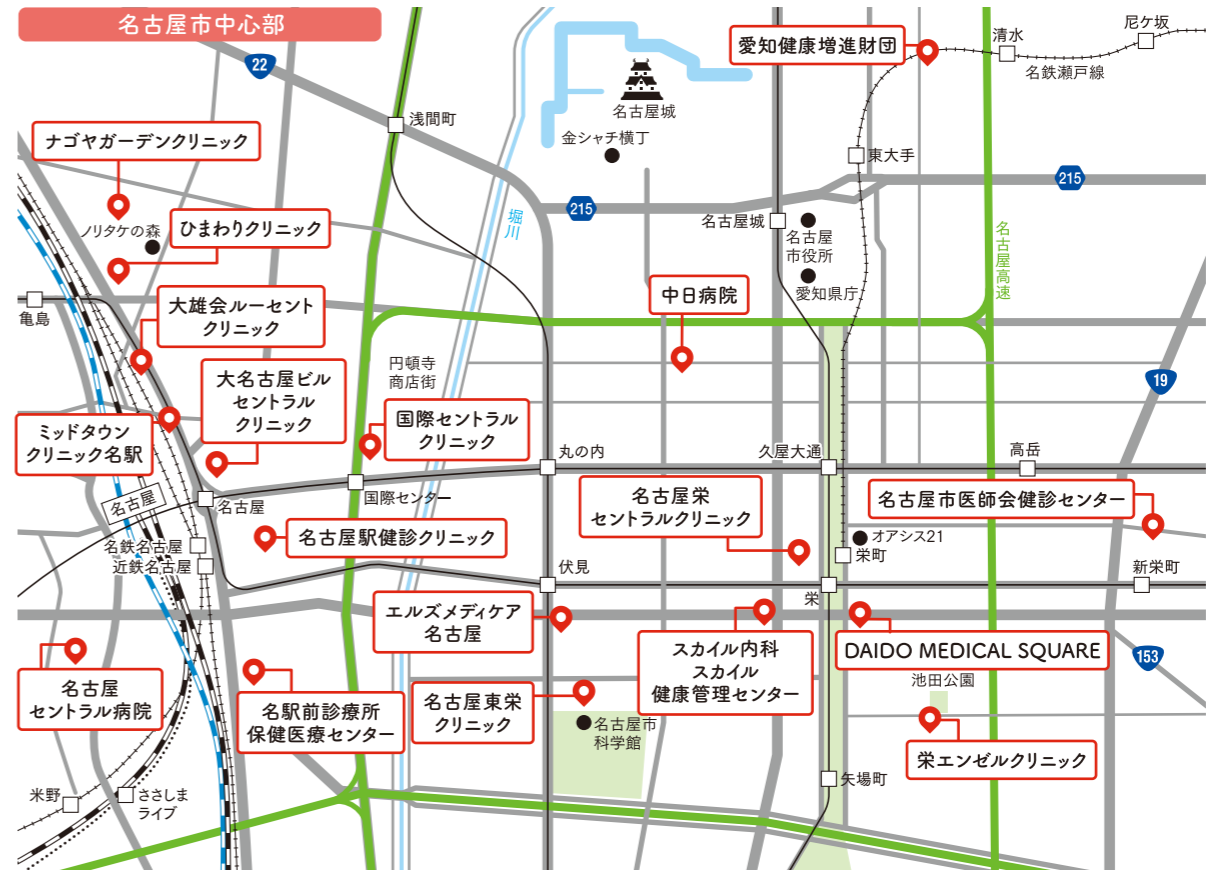 名古屋市中心部
22
愛知健康増進財団
清水
尼ケ坂
名鉄瀬戸線
名古屋城
浅間町
金シャチ横丁
ナゴヤガーデンクリニック
東大手
215
215
堀川
ノリタケの森
ひまわりクリニック
名古屋城
名古屋
市役所
名古屋高速
愛知県庁
中日病院
亀島
大雄会ルーセント
クリニック
円頓寺
商店街
大名古屋ビル
セントラル
クリニック
19
国際セントラル
クリニック
ミッドタウン
クリニック名駅
丸の内
久屋大通
高岳
名古屋
名古屋
国際センター
名古屋栄
セントラルクリニック
名古屋市医師会健診センター
名鉄名古屋
近鉄名古屋
名古屋駅健診クリニック
オアシス21
栄町
伏見
栄
新栄町
エルズメディケア
名古屋
スカイル内科
スカイル
健康管理センター
DAIDO MEDICAL SQUARE
153
池田公園
名古屋
セントラル病院
名駅前診療所
保健医療センター
名古屋東栄
クリニック
名古屋市
科学館
栄エンゼルクリニック
矢場町
米野
ささしま
ライブ